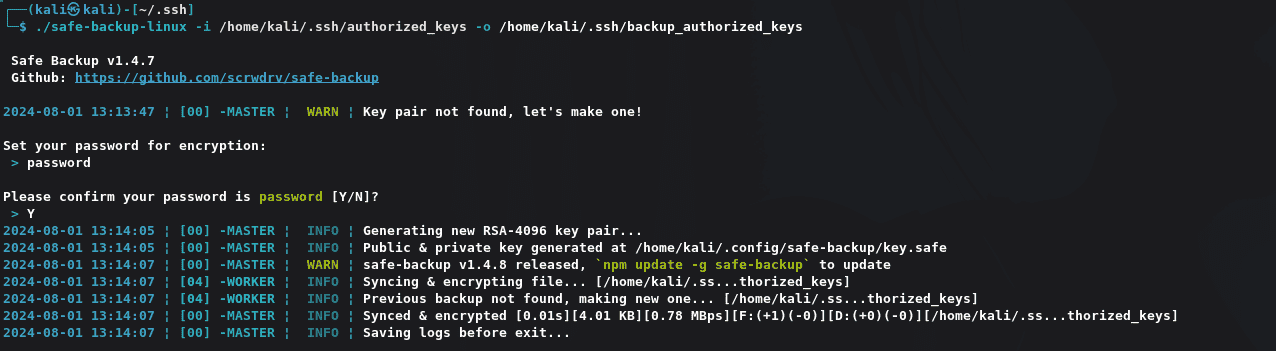 ┌──(kali㉿kali)-[~/.ssh]
└─$ ./safe-backup-linux -i /home/kali/.ssh/authorized_keys -o /home/kali/.ssh/backup_authorized_keys
Safe Backup v1.4.7
Github: https://github.com/scrwdrv/safe-backup
2024-08-01 13:13:47 ¦ [00] -MASTER ¦  WARN ¦ Key pair not found, let's make one!
Set your password for encryption:
> password
Please confirm your password is password [Y/N]?
> Y
2024-08-01 13:14:05 ¦ [00] -MASTER ¦  INFO ¦ Generating new RSA-4096 key pair...
2024-08-01 13:14:05 ¦ [00] -MASTER ¦  INFO ¦ Public & private key generated at /home/kali/.config/safe-backup/key.safe
2024-08-01 13:14:07 ¦ [00] -MASTER ¦  WARN ¦ safe-backup v1.4.8 released, `npm update -g safe-backup` to update
2024-08-01 13:14:07 ¦ [04] -WORKER ¦  INFO ¦ Syncing & encrypting file... [/home/kali/.ss...thorized_keys]
2024-08-01 13:14:07 ¦ [04] -WORKER ¦  INFO ¦ Previous backup not found, making new one... [/home/kali/.ss...thorized_keys]
2024-08-01 13:14:07 ¦ [04] -WORKER ¦  INFO ¦ Synced & encrypted [0.01s][4.01 KB][0.78 MBps][F:(+1)(-0)][D:(+0)(-0)][/home/kali/.ss...thorized_keys]
2024-08-01 13:14:07 ¦ [00] -MASTER ¦  INFO ¦ Saving logs before exit...